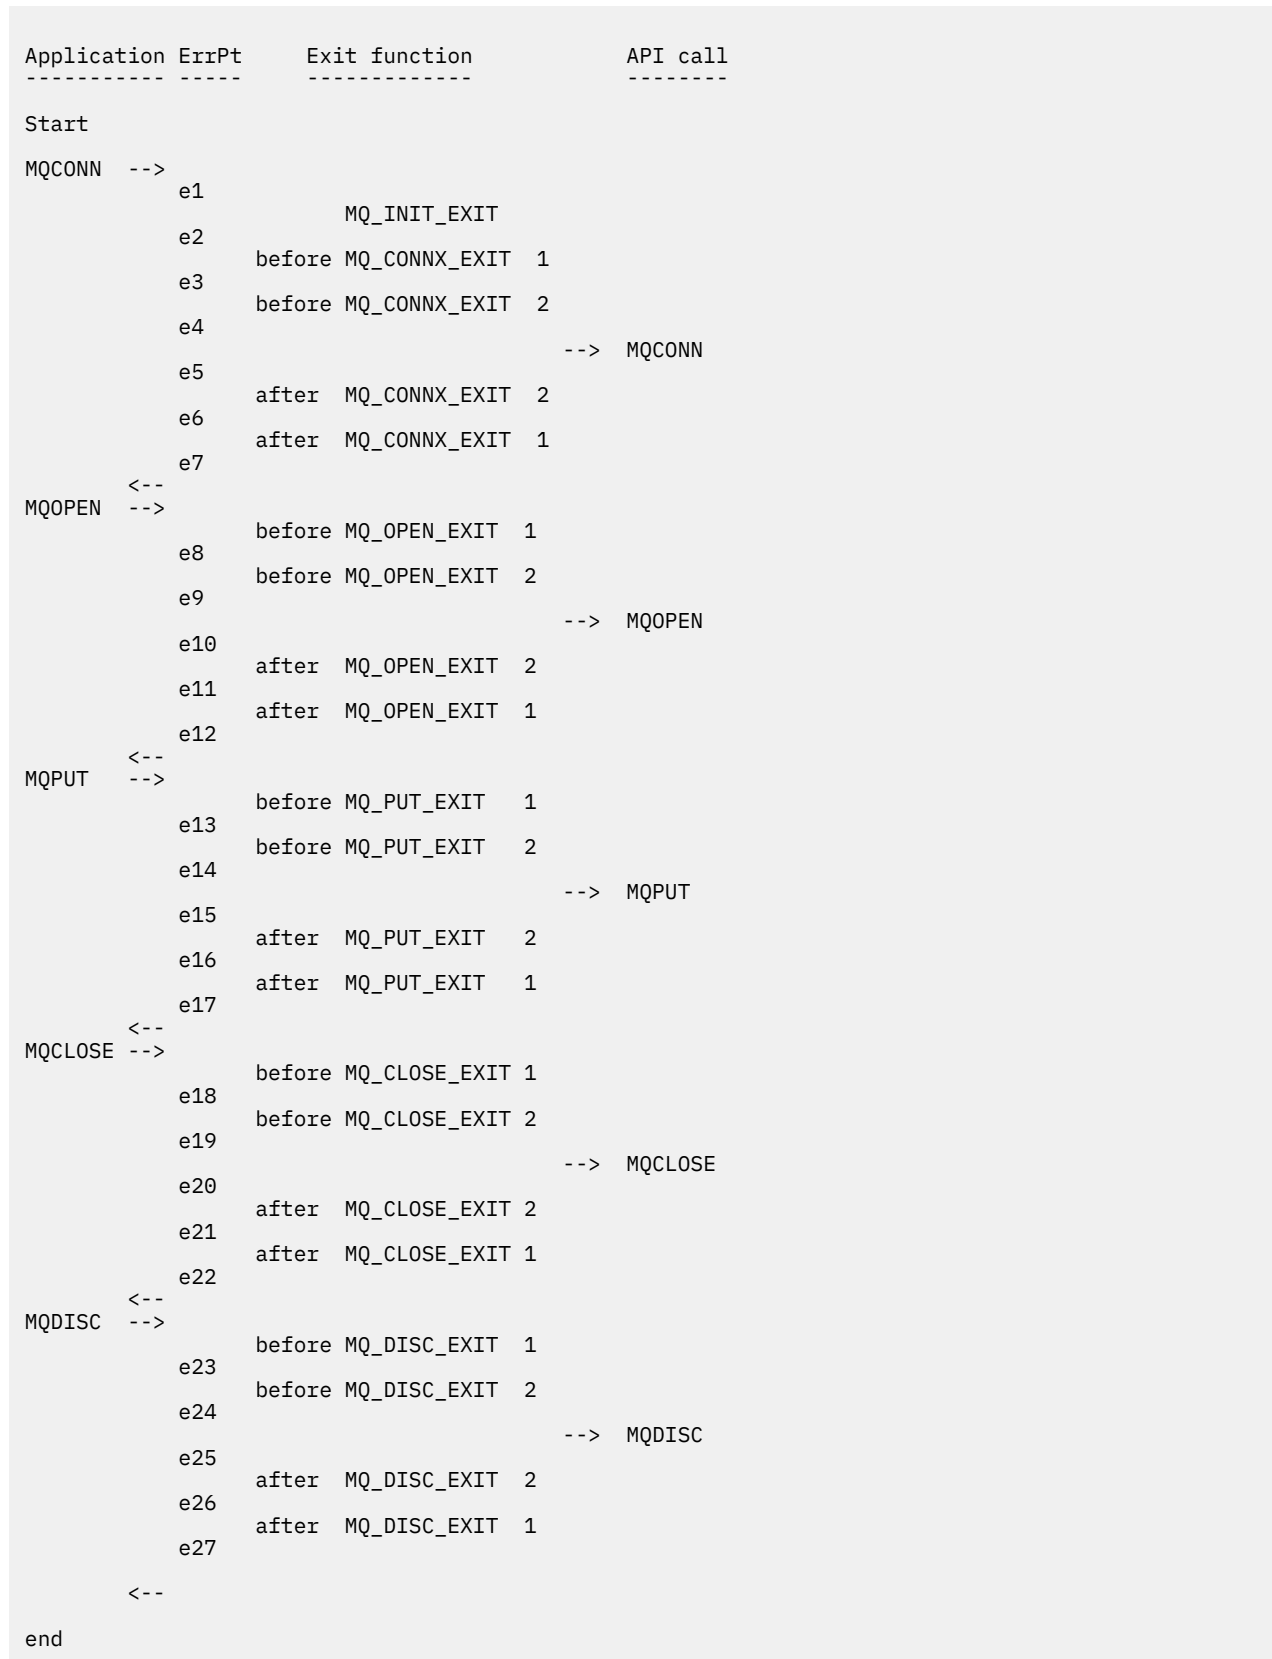 Application ErrPt     Exit function            API call
----------- -----     -------------            --------
Start
MQCONN  -->
            e1
                         MQ_INIT_EXIT
            e2
                  before MQ_CONNX_EXIT  1
            e3
                  before MQ_CONNX_EXIT  2
            e4
                                          -->  MQCONN
            e5
                  after  MQ_CONNX_EXIT  2
            e6
                  after  MQ_CONNX_EXIT  1
            e7
        <--
MQOPEN  -->
                  before MQ_OPEN_EXIT  1
            e8
                  before MQ_OPEN_EXIT  2
            e9
                                          -->  MQOPEN
            e10
                  after  MQ_OPEN_EXIT  2
            e11
                  after  MQ_OPEN_EXIT  1
            e12
        <--
MQPUT   -->
                  before MQ_PUT_EXIT   1
            e13
                  before MQ_PUT_EXIT   2
            e14
                                          -->  MQPUT
            e15
                  after  MQ_PUT_EXIT   2
            e16
                  after  MQ_PUT_EXIT   1
            e17
        <--
MQCLOSE -->
                  before MQ_CLOSE_EXIT 1
            e18
                  before MQ_CLOSE_EXIT 2
            e19
                                          -->  MQCLOSE
            e20
                  after  MQ_CLOSE_EXIT 2
            e21
                  after  MQ_CLOSE_EXIT 1
            e22
        <--
MQDISC  -->
                  before MQ_DISC_EXIT  1
            e23
                  before MQ_DISC_EXIT  2
            e24
                                          -->  MQDISC
            e25
                  after  MQ_DISC_EXIT  2
            e26
                  after  MQ_DISC_EXIT  1
            e27
        <--
end